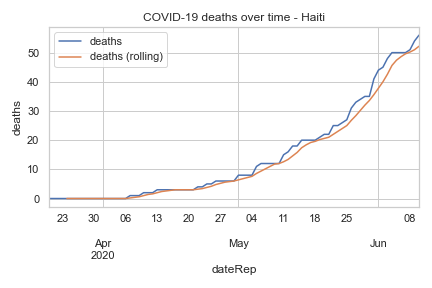 COVID-19 deaths over time - Haiti
deaths
deaths (rolling)
deaths
50
40
30
20
10
0
23 30 06 13 20 27 04 11 18 25 08
Apr May Jun
2020
dateRep